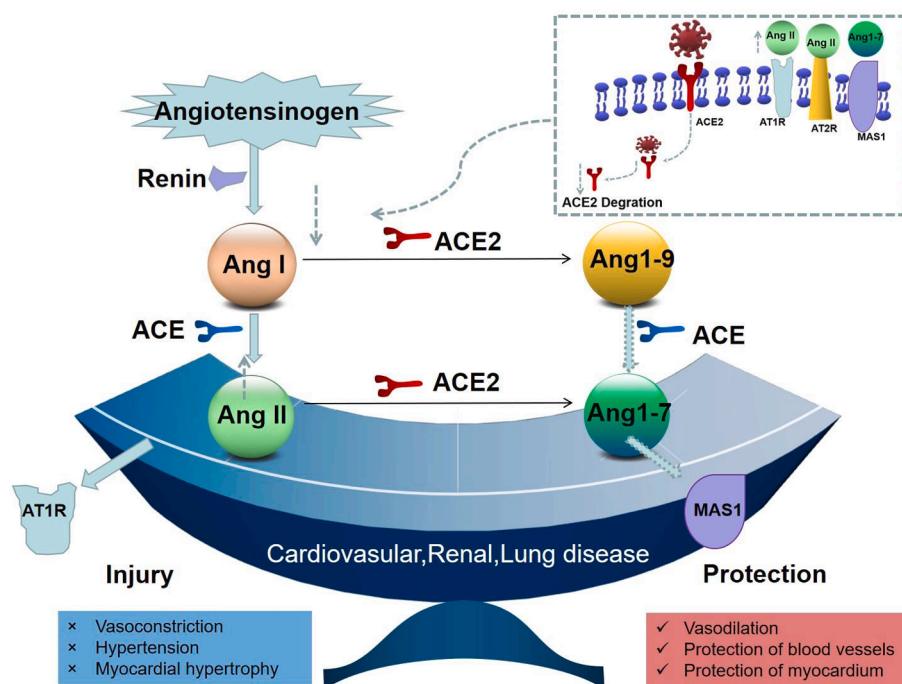 Ang II
Ang II
Ang1-7
ACE2
AT1R
AT2R
MAS1
ACE2 Degration
Angiotensinogen
Renin
ACE2
Ang I
Ang1-9
ACE
ACE
ACE2
Ang II
Ang1-7
AT1R
MAS1
Cardiovascular,Renal,Lung disease
Injury
Protection
× Vasoconstriction
× Hypertension
× Myocardial hypertrophy
✓ Vasodilation
✓ Protection of blood vessels
✓ Protection of myocardium